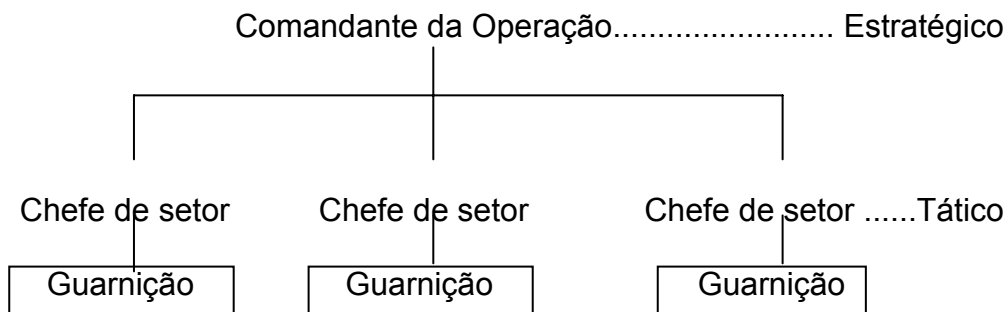 Comandante da Operação............................ Estratégico
Chefe de setor Chefe de setor Chefe de setor ......Tático
Guarnição Guarnição Guarnição